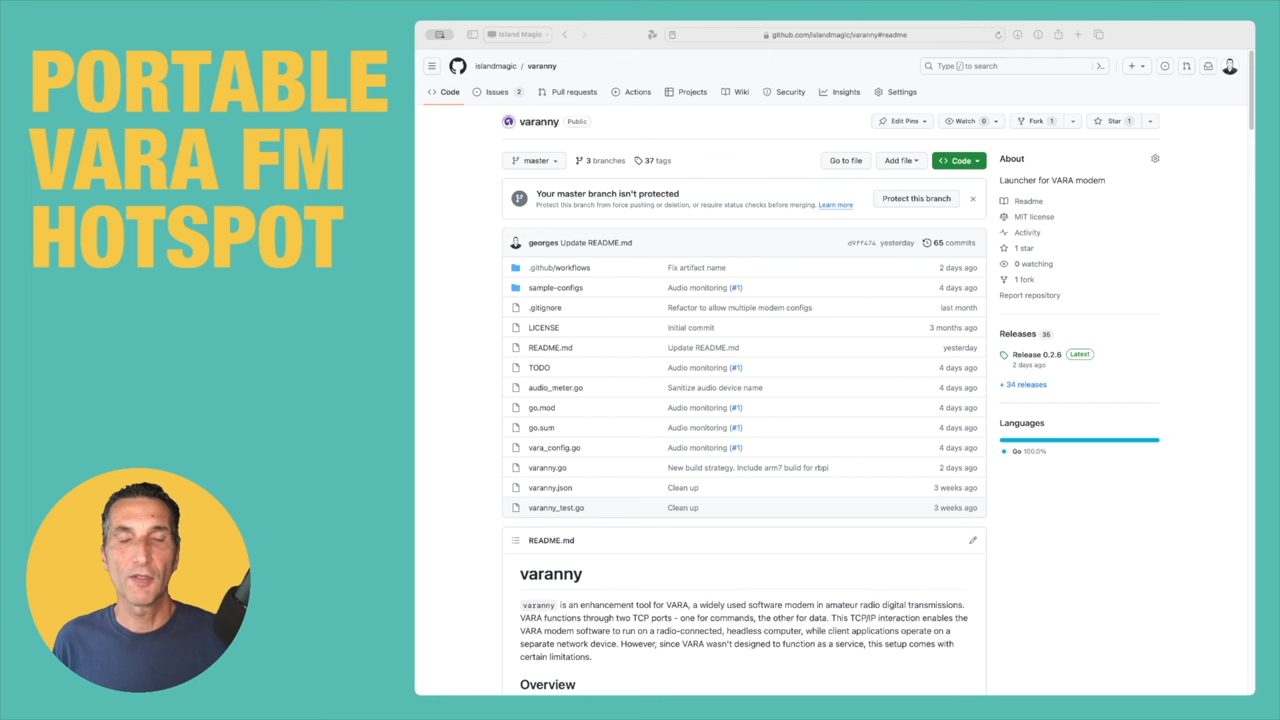 PORTABLE
VARA FM
HOTSPOT
Island Magic
github.com/islandmagic/varanny#readme
islandmagic / varanny
Type / to search
Code
Issues 2
Pull requests
Actions
Projects
Wiki
Security
Insights
Settings
varanny Public
Edit Pins
Watch 0
Fork 1
Star 1
master
3 branches
37 tags
Go to file
Add file
Code
Your master branch isn't protected
Protect this branch from force pushing or deletion, or require status checks before merging. Learn more
Protect this branch
georges Update README.md d9ff474 yesterday 65 commits
.github/workflows Fix artifact name 2 days ago
sample-configs Audio monitoring (#1) 4 days ago
.gitignore Refactor to allow multiple modem configs last month
LICENSE Initial commit 3 months ago
README.md Update README.md yesterday
TODO Audio monitoring (#1) 4 days ago
audio_meter.go Sanitize audio device name 4 days ago
go.mod Audio monitoring (#1) 4 days ago
go.sum Audio monitoring (#1) 4 days ago
vara_config.go Audio monitoring (#1) 4 days ago
varanny.go New build strategy. Include arm7 build for rbpi 2 days ago
varanny.json Clean up 3 weeks ago
varanny_test.go Clean up 3 weeks ago
README.md
varanny
varanny is an enhancement tool for VARA, a widely used software modem in amateur radio digital transmissions.
VARA functions through two TCP ports - one for commands, the other for data. This TCP/IP interaction enables the
VARA modem software to run on a radio-connected, headless computer, while client applications operate on a
separate network device. However, since VARA wasn't designed to function as a service, this setup comes with
certain limitations.
Overview
About
Launcher for VARA modem
Readme
MIT license
Activity
1 star
0 watching
1 fork
Report repository
Releases 36
Release 0.2.6 Latest
2 days ago
+ 34 releases
Languages
Go 100.0%